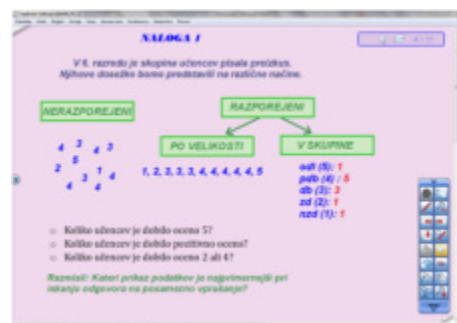 NALOGA 1
V 6. razredu je skupina učencev pisala preizkus.
Njihove dosežke bomo predstavili na različne načine.
NERAZPOREJENI
RAZPOREJENI
PO VELIKOSTI
V SKUPINE
4 3 4 3
5
2 1
3 4
4 4
1, 2, 3, 3, 3, 4, 4, 4, 4, 4, 5
odl (5): 1
pdb (4) : 5
db (3): 3
zd (2): 1
nzd (1): 1
Koliko učencev je dobilo oceno 5?
Koliko učencev je dobilo pozitivno oceno?
Koliko učencev je dobilo oceno 2 ali 4?
Razmisli: Kateri prikaz podatkov je najprimernejši pri
iskanju odgovora na posamezno vprašanje?